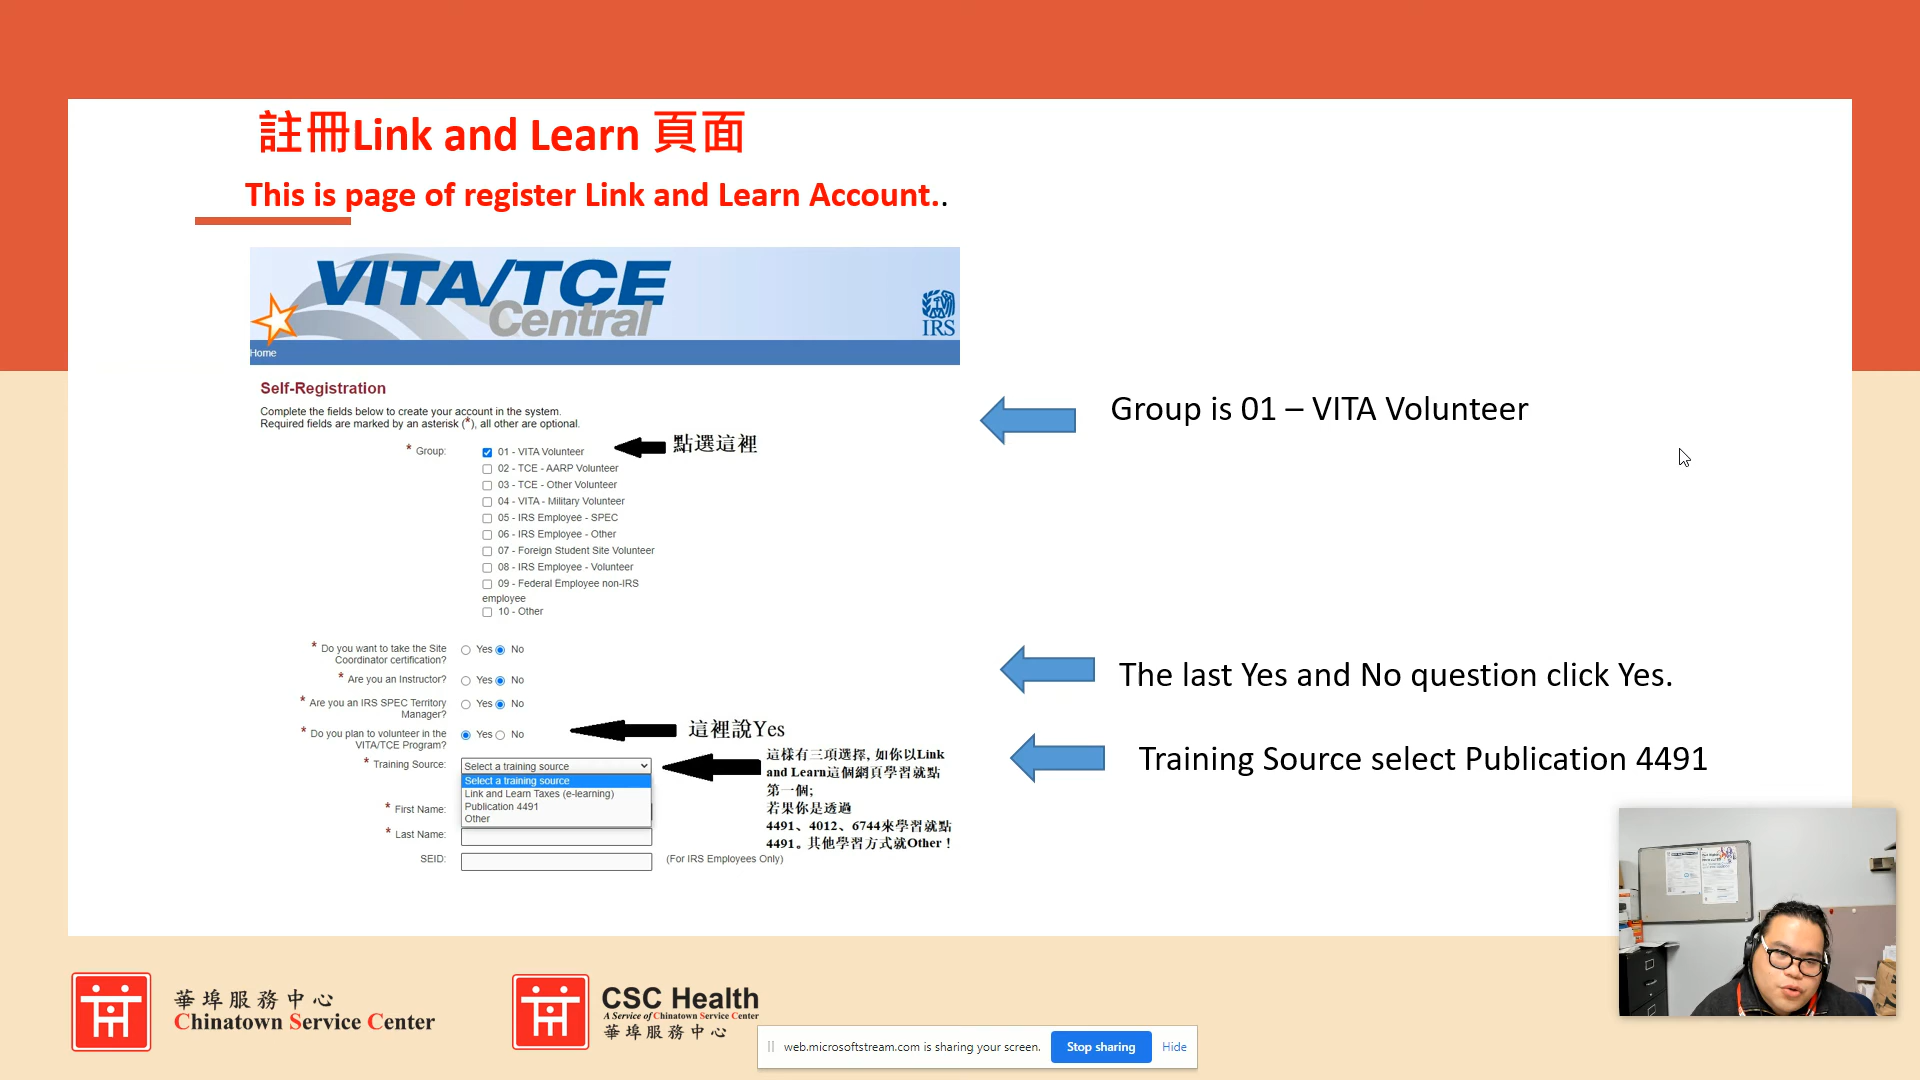 註冊Link and Learn 頁面
This is page of register Link and Learn Account..
VITA/TCE
Central
IRS
Home
Self-Registration
Complete the fields below to create your account in the system.
Required fields are marked by an asterisk (*), all other are optional.
* Group:
01 - VITA Volunteer
點選這裡
02 - TCE - AARP Volunteer
03 - TCE - Other Volunteer
04 - VITA - Military Volunteer
05 - IRS Employee - SPEC
06 - IRS Employee - Other
07 - Foreign Student Site Volunteer
08 - IRS Employee - Volunteer
09 - Federal Employee non-IRS
employee
10 - Other
Group is 01 – VITA Volunteer
* Do you want to take the Site
Coordinator certification?
Yes No
* Are you an Instructor?
Yes No
* Are you an IRS SPEC Territory
Manager?
Yes No
* Do you plan to volunteer in the
VITA/TCE Program?
Yes No
這裡說Yes
The last Yes and No question click Yes.
* Training Source:
Select a training source
Select a training source
Link and Learn Taxes (e-learning)
Publication 4491
Other
這樣有三項選擇, 如你以Link
and Learn這個網頁學習就點
第一個;
若果你是透過
4491、4012、6744來學習就點
4491。其他學習方式就Other！
Training Source select Publication 4491
* First Name:
* Last Name:
SEID:
(For IRS Employees Only)
華埠服務中心
Chinatown Service Center
CSC Health
A Service of Chinatown Service Center
華埠服務中心
web.microsoftstream.com is sharing your screen.
Stop sharing
Hide